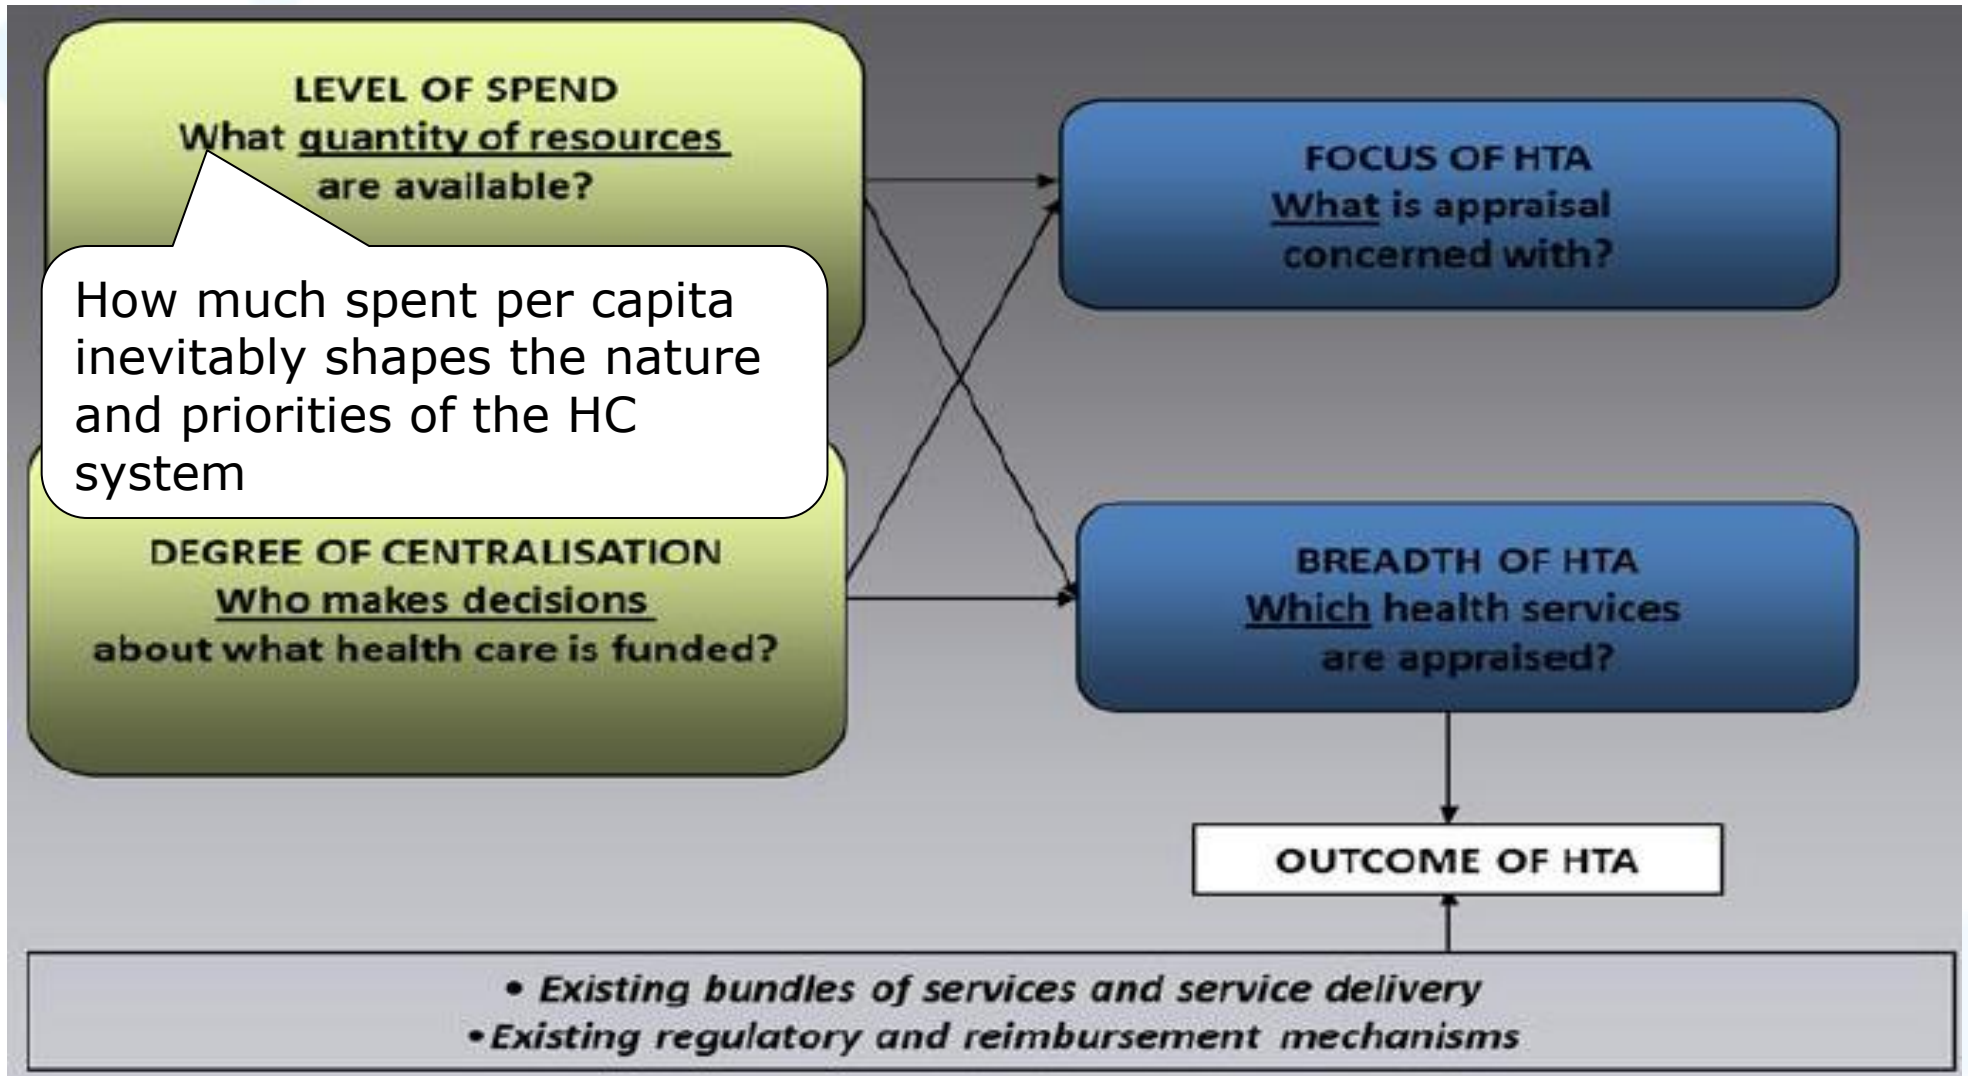 LEVEL OF SPEND
What quantity of resources
are available?
How much spent per capita
inevitably shapes the nature
and priorities of the HC
system
DEGREE OF CENTRALISATION
Who makes decisions
about what health care is funded?
FOCUS OF HTA
What is appraisal
concerned with?
BREADTH OF HTA
Which health services
are appraised?
OUTCOME OF HTA
• Existing bundles of services and service delivery
•Existing regulatory and reimbursement mechanisms